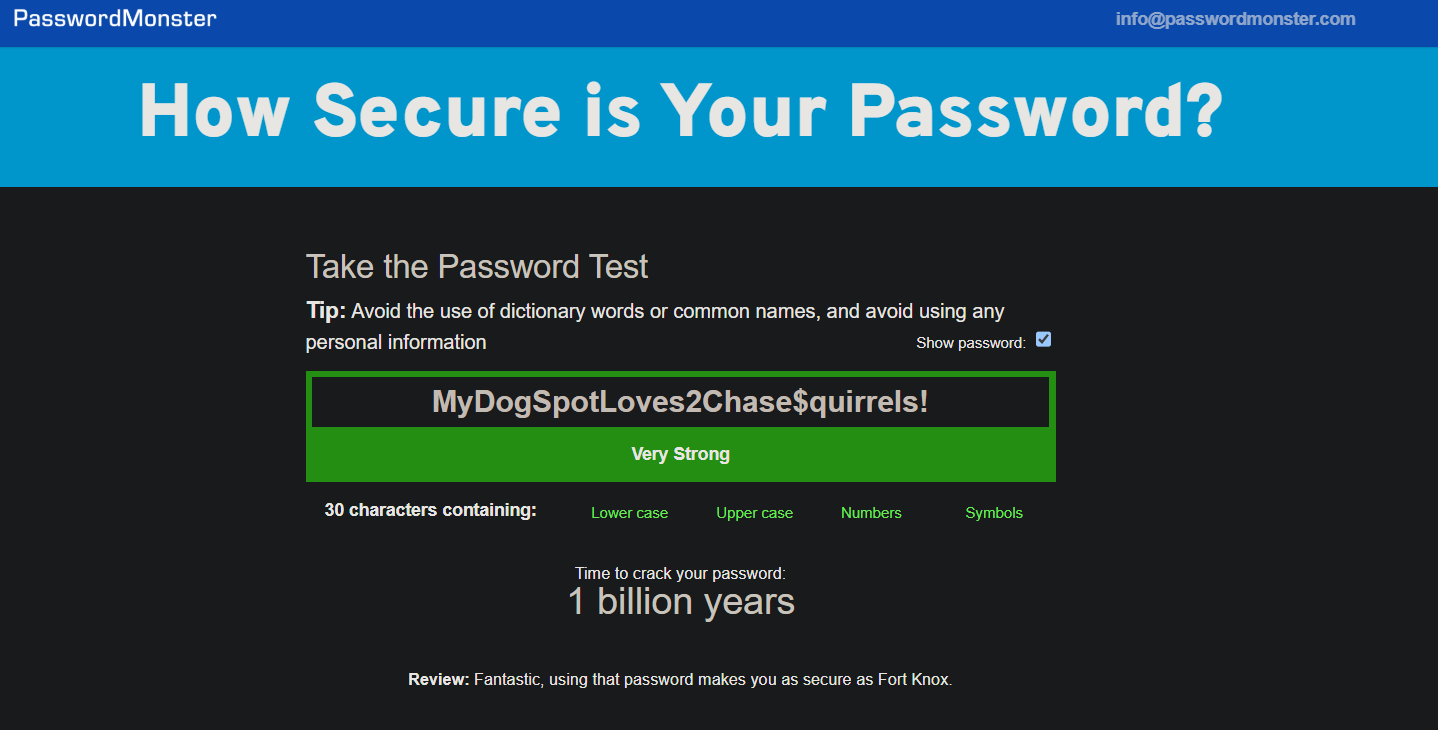 PasswordMonster
info@passwordmonster.com
How Secure is Your Password?
Take the Password Test
Tip: Avoid the use of dictionary words or common names, and avoid using any
personal information
Show password:
MyDogSpotLoves2Chase$quirrels!
Very Strong
30 characters containing:
Lower case
Upper case
Numbers
Symbols
Time to crack your password:
1 billion years
Review: Fantastic, using that password makes you as secure as Fort Knox.